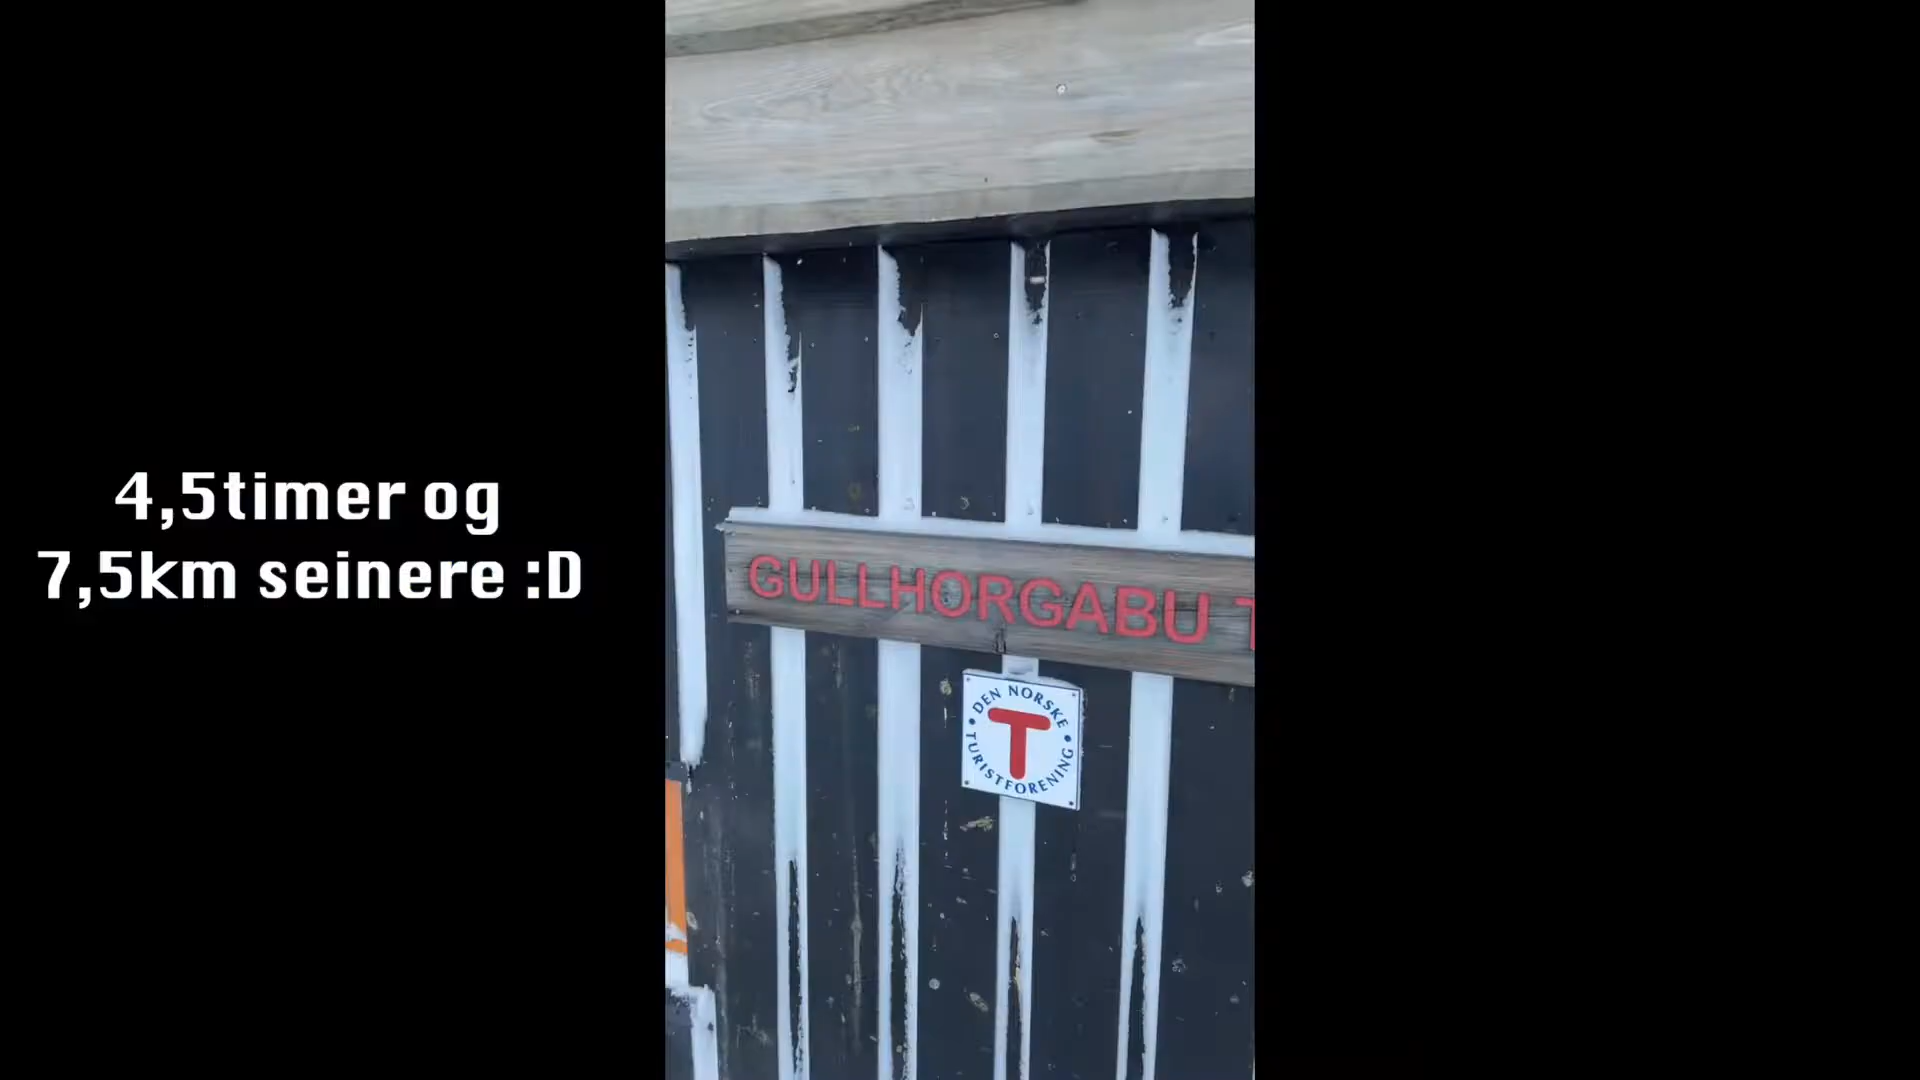 4,5timer og
7,5km seinere :D
GULLHORGABU T
DEN NORSKE
T
TURISTFORENING